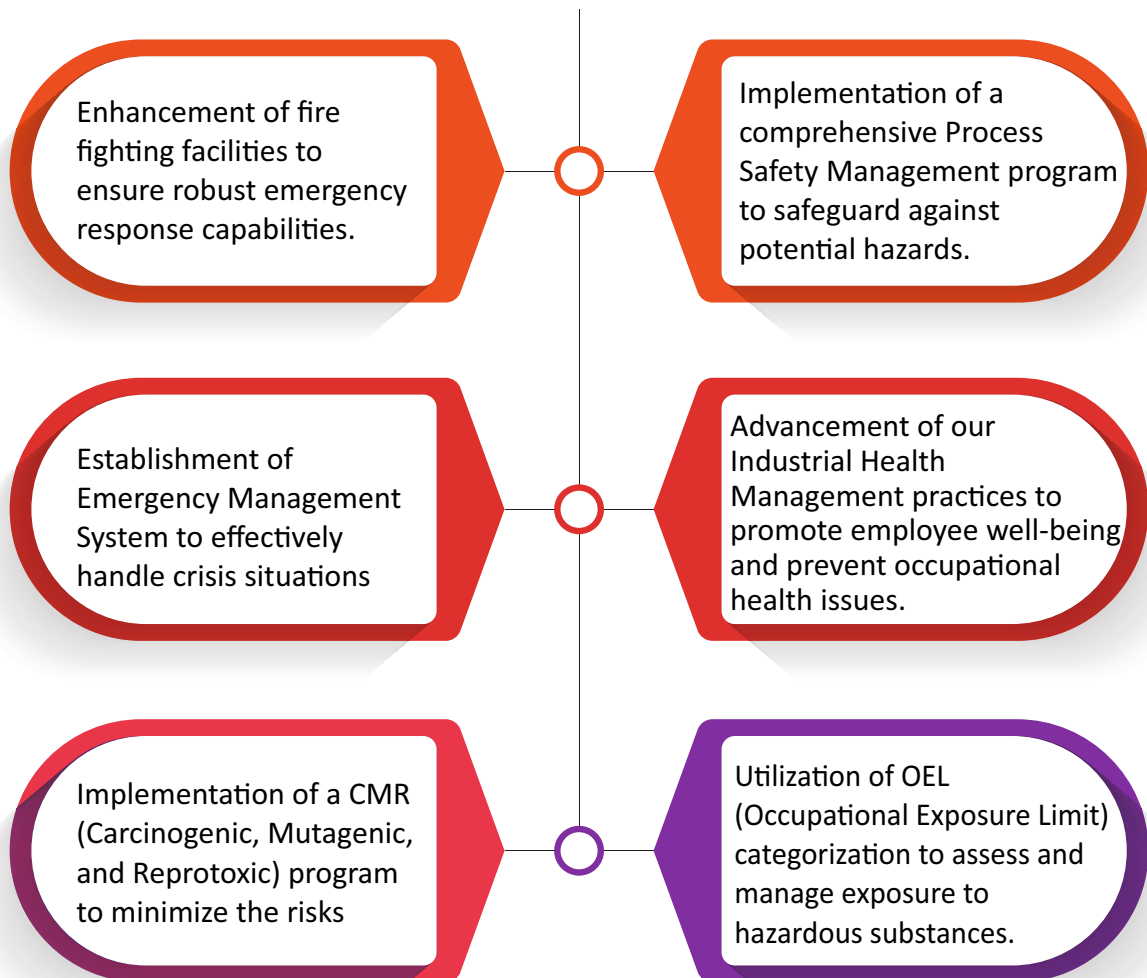 Enhancement of fire
fighting facilities to
ensure robust emergency
response capabilities.
Implementation of a
comprehensive Process
Safety Management program
to safeguard against
potential hazards.
Establishment of
Emergency Management
System to effectively
handle crisis situations
Advancement of our
Industrial Health
Management practices to
promote employee well-being
and prevent occupational
health issues.
Implementation of a CMR
(Carcinogenic, Mutagenic,
and Reprotoxic) program
to minimize the risks
Utilization of OEL
(Occupational Exposure Limit)
categorization to assess and
manage exposure to
hazardous substances.